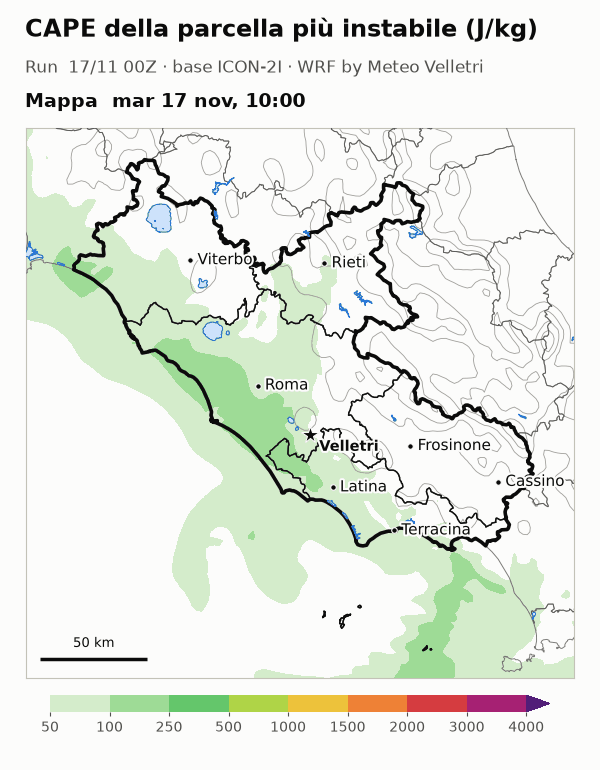 CAPE della parcella più instabile (J/kg)
Run  17/11 00Z · base ICON-2I · WRF by Meteo Velletri
Mappa  mar 17 nov, 10:00
Viterbo
Rieti
Roma
Velletri
Frosinone
Cassino
Latina
Terracina
50 km
50 100 250 500 1000 1500 2000 3000 4000